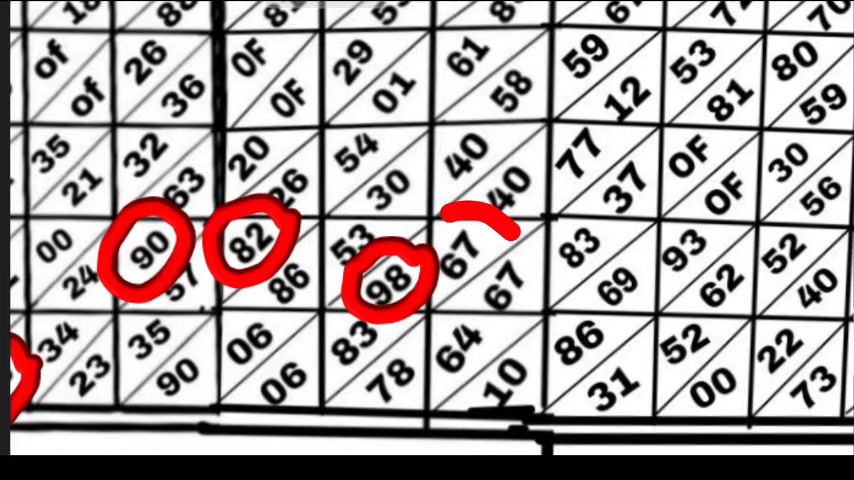 of 26 0F 29 61 59 53 80
of 36 0F 01 58 12 81 59
35 32 20 54 40 77 OF 30
21 63 26 30 40 37 OF 56
00 90 82 53 67 83 93 52
24 57 86 98 67 69 62 40
34 35 06 83 64 86 52 22
23 90 06 78 10 31 00 73